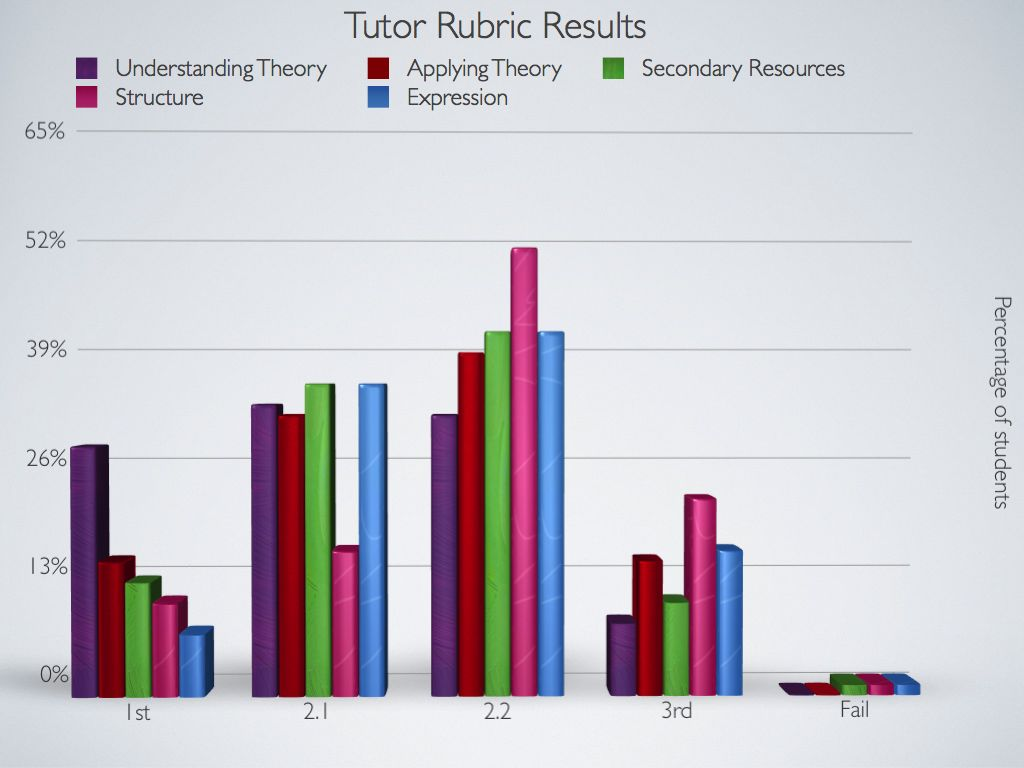 Tutor Rubric Results
Understanding Theory Applying Theory Secondary Resources
Structure Expression
65%
52%
39%
26%
13%
0%
1st 2.1 2.2 3rd Fail
Percentage of students